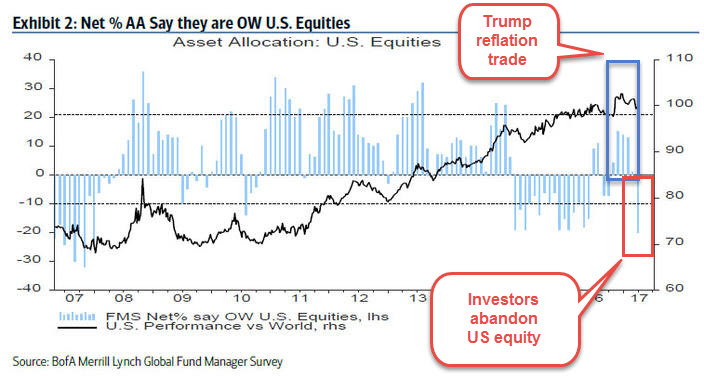 Exhibit 2: Net % AA Say they are OW U.S. Equities
Trump
reflation
trade
Asset Allocation: U.S. Equities
40
30
20
10
0
-10
-20
-30
-40
110
100
90
80
70
60
07 08 09 10 11 12 13 6 17
Investors
abandon
US equity
FMS Net% say OW U.S. Equities, lhs
U.S. Performance vs World, rhs
Source: BofA Merrill Lynch Global Fund Manager Survey